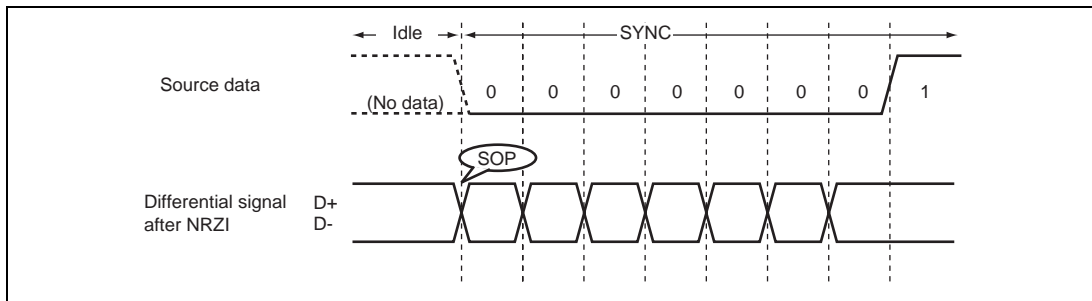 Idle
SYNC
Source data
(No data)
0 0 0 0 0 0 0 1
SOP
Differential signal
after NRZI
D+
D-